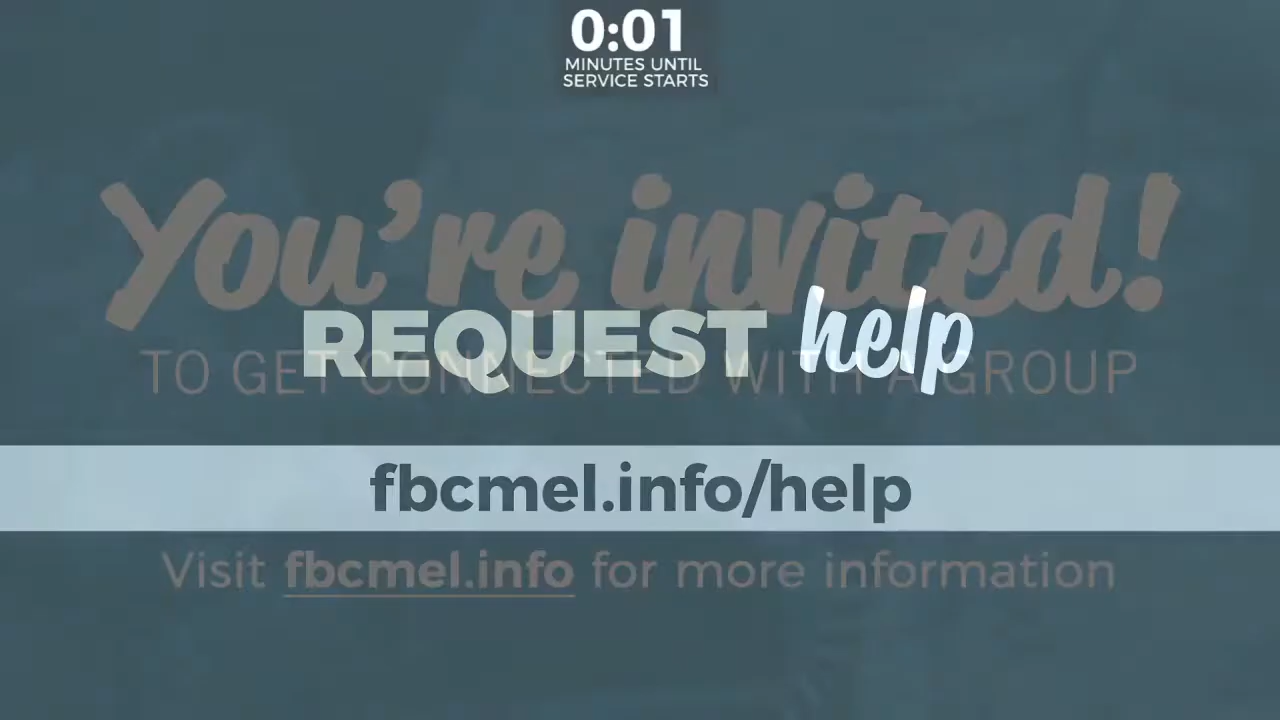 0:01
MINUTES UNTIL
SERVICE STARTS
You're invited!
REQUEST help
TO GET CONNECTED WITH A GROUP
fbcmel.info/help
Visit fbcmel.info for more information